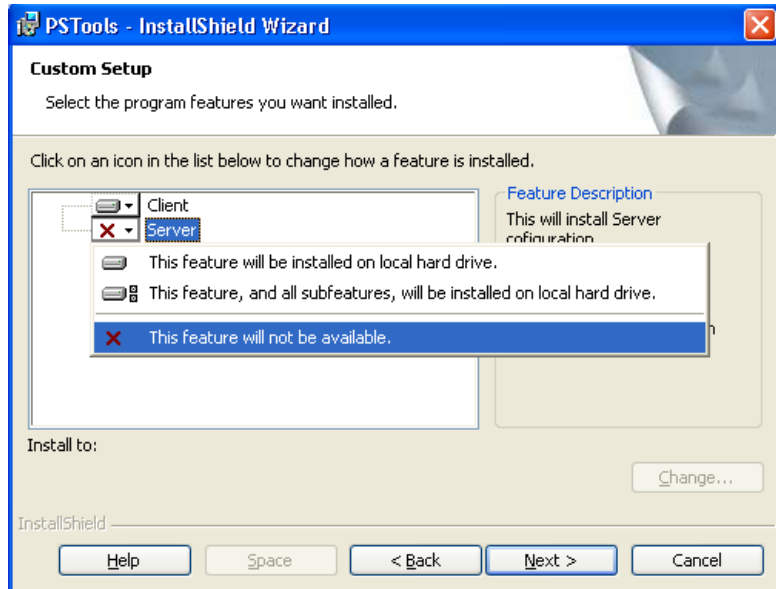 PSTools - InstallShield Wizard
Custom Setup
Select the program features you want installed.
Click on an icon in the list below to change how a feature is installed.
Client
Server
Feature Description
This will install Server
cofiguration
This feature will be installed on local hard drive.
This feature, and all subfeatures, will be installed on local hard drive.
This feature will not be available.
Install to:
Change...
InstallShield
Help
Space
< Back
Next >
Cancel